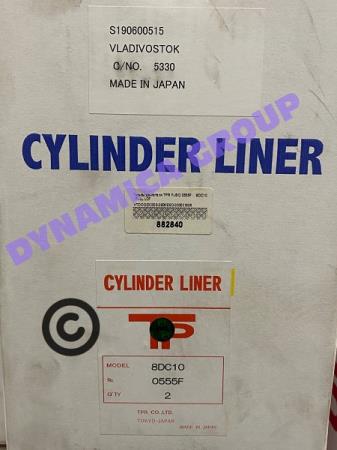 S190600515
VLADIVOSTOK
C/NO. 5330
MADE IN JAPAN
CYLINDER LINER
DYNAMICA GROUP
882840
CYLINDER LINER
©
TP
MODEL 8DC10
№ 0555F
Q'TY 2
TPR CO.,LTD.
TOKYO-JAPAN
MADE IN JAPAN